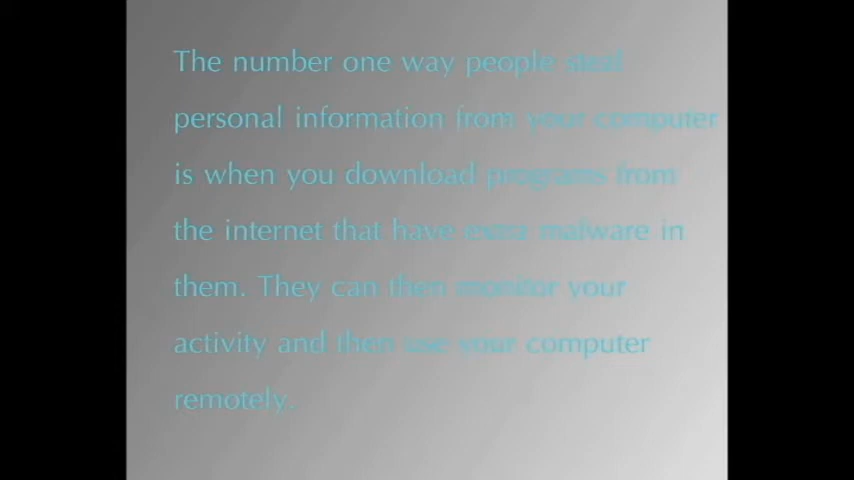 The number one way people steal
personal information from your computer
is when you download programs from
the internet that have extra malware in
them. They can then monitor your
activity and then use your computer
remotely.